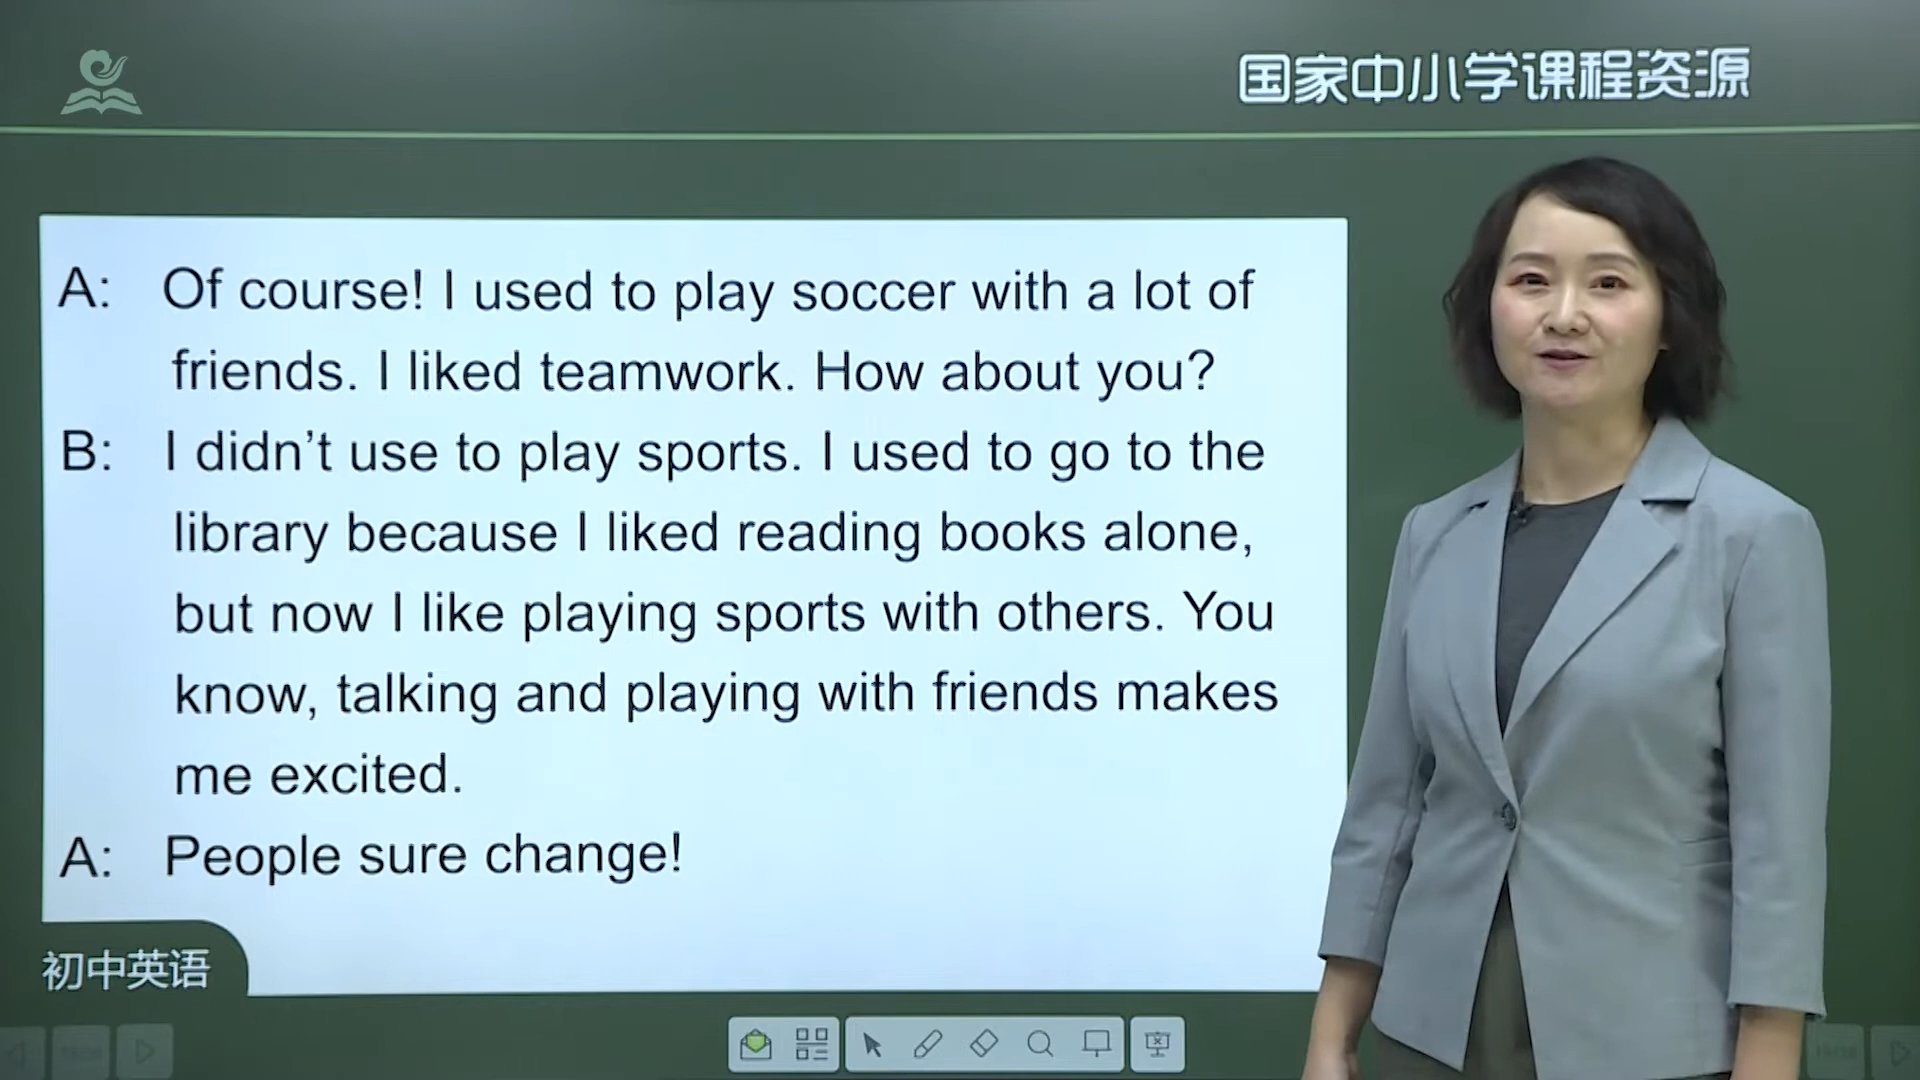 国家中小学课程资源
A: Of course! I used to play soccer with a lot of
friends. I liked teamwork. How about you?
B: I didn’t use to play sports. I used to go to the
library because I liked reading books alone,
but now I like playing sports with others. You
know, talking and playing with friends makes
me excited.
A: People sure change!
初中英语